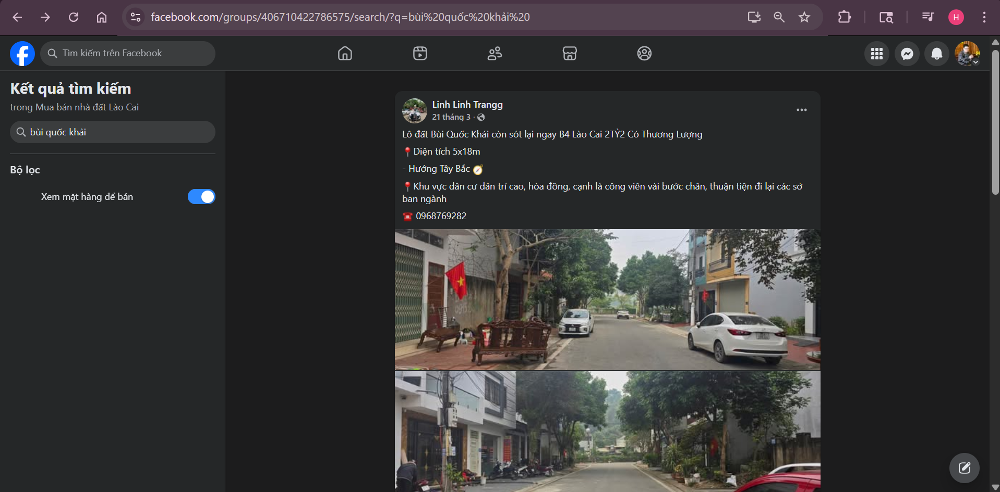 facebook.com/groups/406710422786575/search/?q=bùi%20quốc%20khải%20
H
Tìm kiếm trên Facebook
Kết quả tìm kiếm
trong Mua bán nhà đất Lào Cai
bùi quốc khải
Bộ lọc
Xem mặt hàng để bán
Linh Linh Trangg
21 tháng 3 ·
Lô đất Bùi Quốc Khái còn sót lại ngay B4 Lào Cai 2TỶ2 Có Thương Lượng
📍Diện tích 5x18m
- Hướng Tây Bắc 🧭
📍Khu vực dân cư dân trí cao, hòa đồng, cạnh là công viên vài bước chân, thuận tiện đi lại các sở
ban ngành
☎️ 0968769282